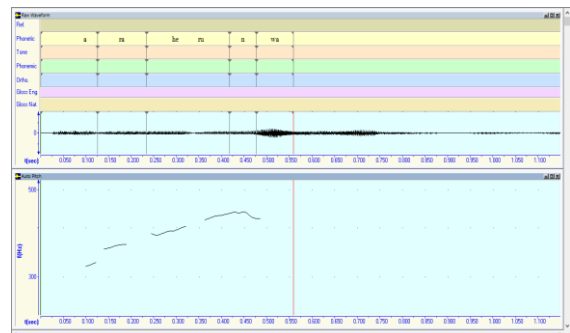 Raw Waveform
Ref.
Phonetic a ra he ru n wa
Tone
Phonemic
Ortho.
Gloss Eng.
Gloss Nat.
0
t(sec) 0.050 0.100 0.150 0.200 0.250 0.300 0.350 0.400 0.450 0.500 0.550 0.600 0.650 0.700 0.750 0.800 0.850 0.900 0.950 1.000 1.050 1.100
Auto Pitch
500
f(Hz)
300
t(sec) 0.050 0.100 0.150 0.200 0.250 0.300 0.350 0.400 0.450 0.500 0.550 0.600 0.650 0.700 0.750 0.800 0.850 0.900 0.950 1.000 1.050 1.100